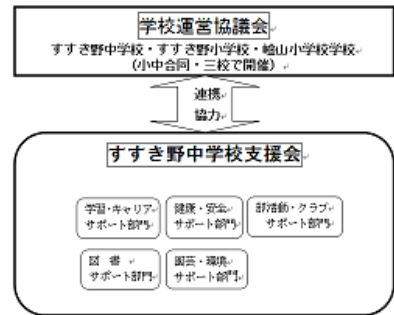 学校運営協議会
すすき野中学校・すすき野小学校・嶮山小学校学校
（小中合同・三校で開催）
連携
協力
すすき野中学校支援会
学習・キャリア
サポート部門
健康・安全
サポート部門
部活動・クラブ
サポート部門
図 書
サポート部門
園芸・環境
サポート部門